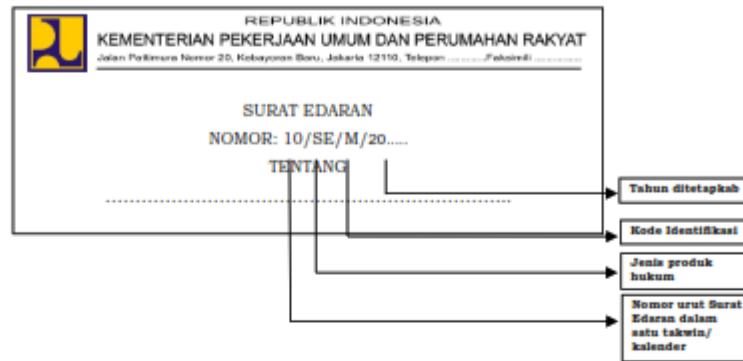 REPUBLIK INDONESIA
KEMENTERIAN PEKERJAAN UMUM DAN PERUMAHAN RAKYAT
Jalan Pattimura Nomor 20, Kebayoran Baru, Jakarta 12110, Telepon ............/Faksimili ...............
SURAT EDARAN
NOMOR: 10/SE/M/20.....
TENTANG
Tahun ditetapkab
Kode Identifikasi
Jenis produk
hukum
Nomor urut Surat
Edaran dalam
satu takwin/
kalender